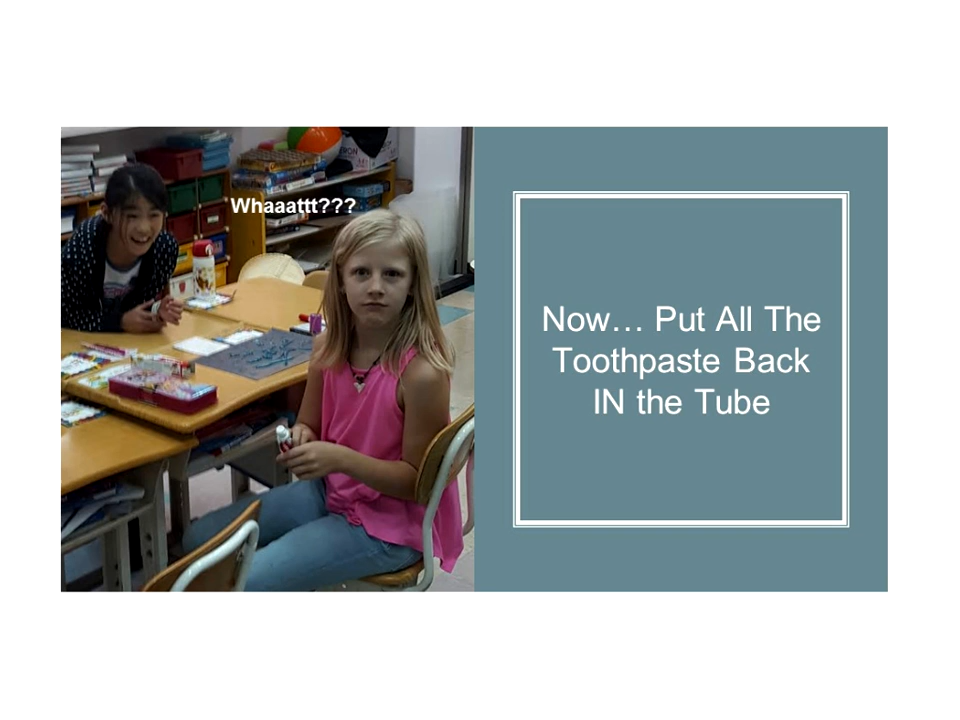 Whaaattt???
Now… Put All The
Toothpaste Back
IN the Tube